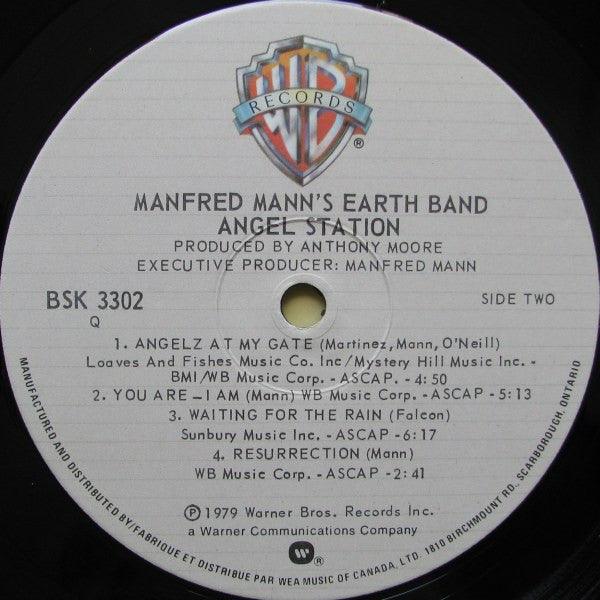 WB
RECORDS
®
MANFRED MANN'S EARTH BAND
ANGEL STATION
PRODUCED BY ANTHONY MOORE
EXECUTIVE PRODUCER: MANFRED MANN
BSK 3302
Q
SIDE TWO
1. ANGELZ AT MY GATE (Martinez, Mann, O'Neill)
Loaves And Fishes Music Co. Inc/Mystery Hill Music Inc. -
BMI/WB Music Corp. - ASCAP. - 4:50
2. YOU ARE - I AM (Mann) WB Music Corp. - ASCAP - 5:13
3. WAITING FOR THE RAIN (Falcon)
Sunbury Music Inc. - ASCAP - 6:17
4. RESURRECTION (Mann)
WB Music Corp. - ASCAP - 2:41
℗ 1979 Warner Bros. Records Inc.
a Warner Communications Company
®
MANUFACTURED AND DISTRIBUTED BY/FABRIQUE ET DISTRIBUE PAR WEA MUSIC OF CANADA, LTD. 1810 BIRCHMOUNT RD., SCARBOROUGH, ONTARIO